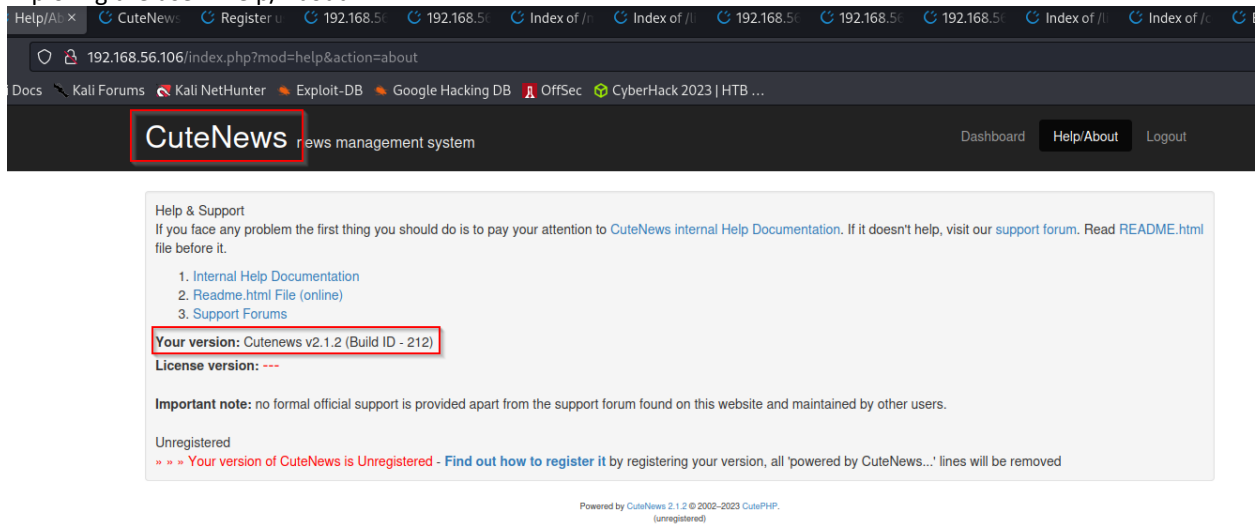 Help/Ab × CuteNews Register u 192.168.56 192.168.56 Index of /n Index of /li 192.168.56 192.168.56 192.168.56 Index of /li Index of /c
192.168.56.106/index.php?mod=help&action=about
Docs Kali Forums Kali NetHunter Exploit-DB Google Hacking DB OffSec CyberHack 2023 | HTB ...
CuteNews news management system Dashboard Help/About Logout
Help & Support
If you face any problem the first thing you should do is to pay your attention to CuteNews internal Help Documentation. If it doesn't help, visit our support forum. Read README.html
file before it.
1. Internal Help Documentation
2. Readme.html File (online)
3. Support Forums
Your version: Cutenews v2.1.2 (Build ID - 212)
License version: ---
Important note: no formal official support is provided apart from the support forum found on this website and maintained by other users.
Unregistered
» » » Your version of CuteNews is Unregistered - Find out how to register it by registering your version, all 'powered by CuteNews...' lines will be removed
Powered by CuteNews 2.1.2 © 2002–2023 CutePHP.
(unregistered)